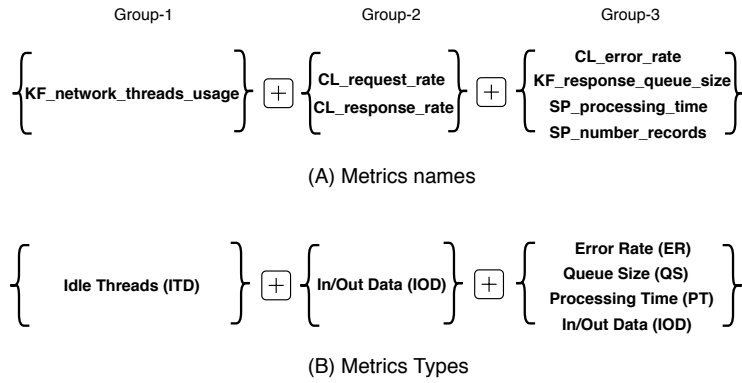 Group-1 Group-2 Group-3
CL_error_rate
CL_request_rate KF_response_queue_size
KF_network_threads_usage + +
CL_response_rate SP_processing_time
SP_number_records
(A) Metrics names
Error Rate (ER)
Queue Size (QS)
Idle Threads (ITD) + In/Out Data (IOD) +
Processing Time (PT)
In/Out Data (IOD)
(B) Metrics Types